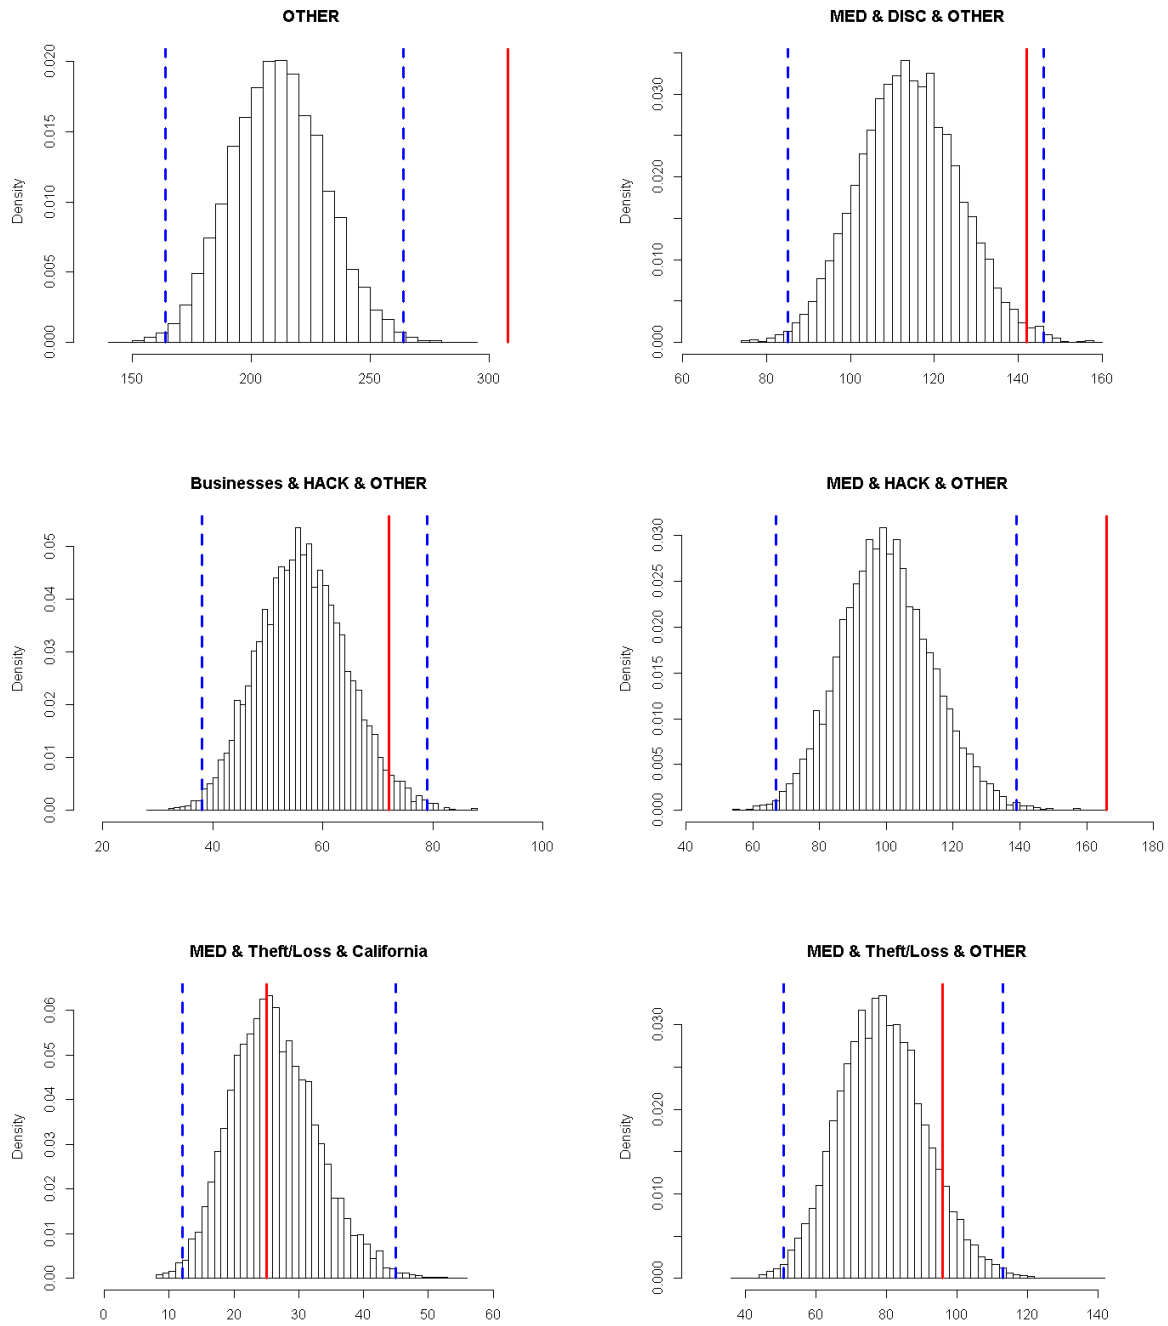 OTHER
Density
0.000 0.005 0.010 0.015 0.020
150 200 250 300
MED & DISC & OTHER
Density
0.000 0.010 0.020 0.030
60 80 100 120 140 160
Businesses & HACK & OTHER
Density
0.00 0.01 0.02 0.03 0.04 0.05
20 40 60 80 100
MED & HACK & OTHER
Density
0.000 0.005 0.010 0.015 0.020 0.025 0.030
40 60 80 100 120 140 160 180
MED & Theft/Loss & California
Density
0.00 0.01 0.02 0.03 0.04 0.05 0.06
0 10 20 30 40 50 60
MED & Theft/Loss & OTHER
Density
0.000 0.010 0.020 0.030
40 60 80 100 120 140